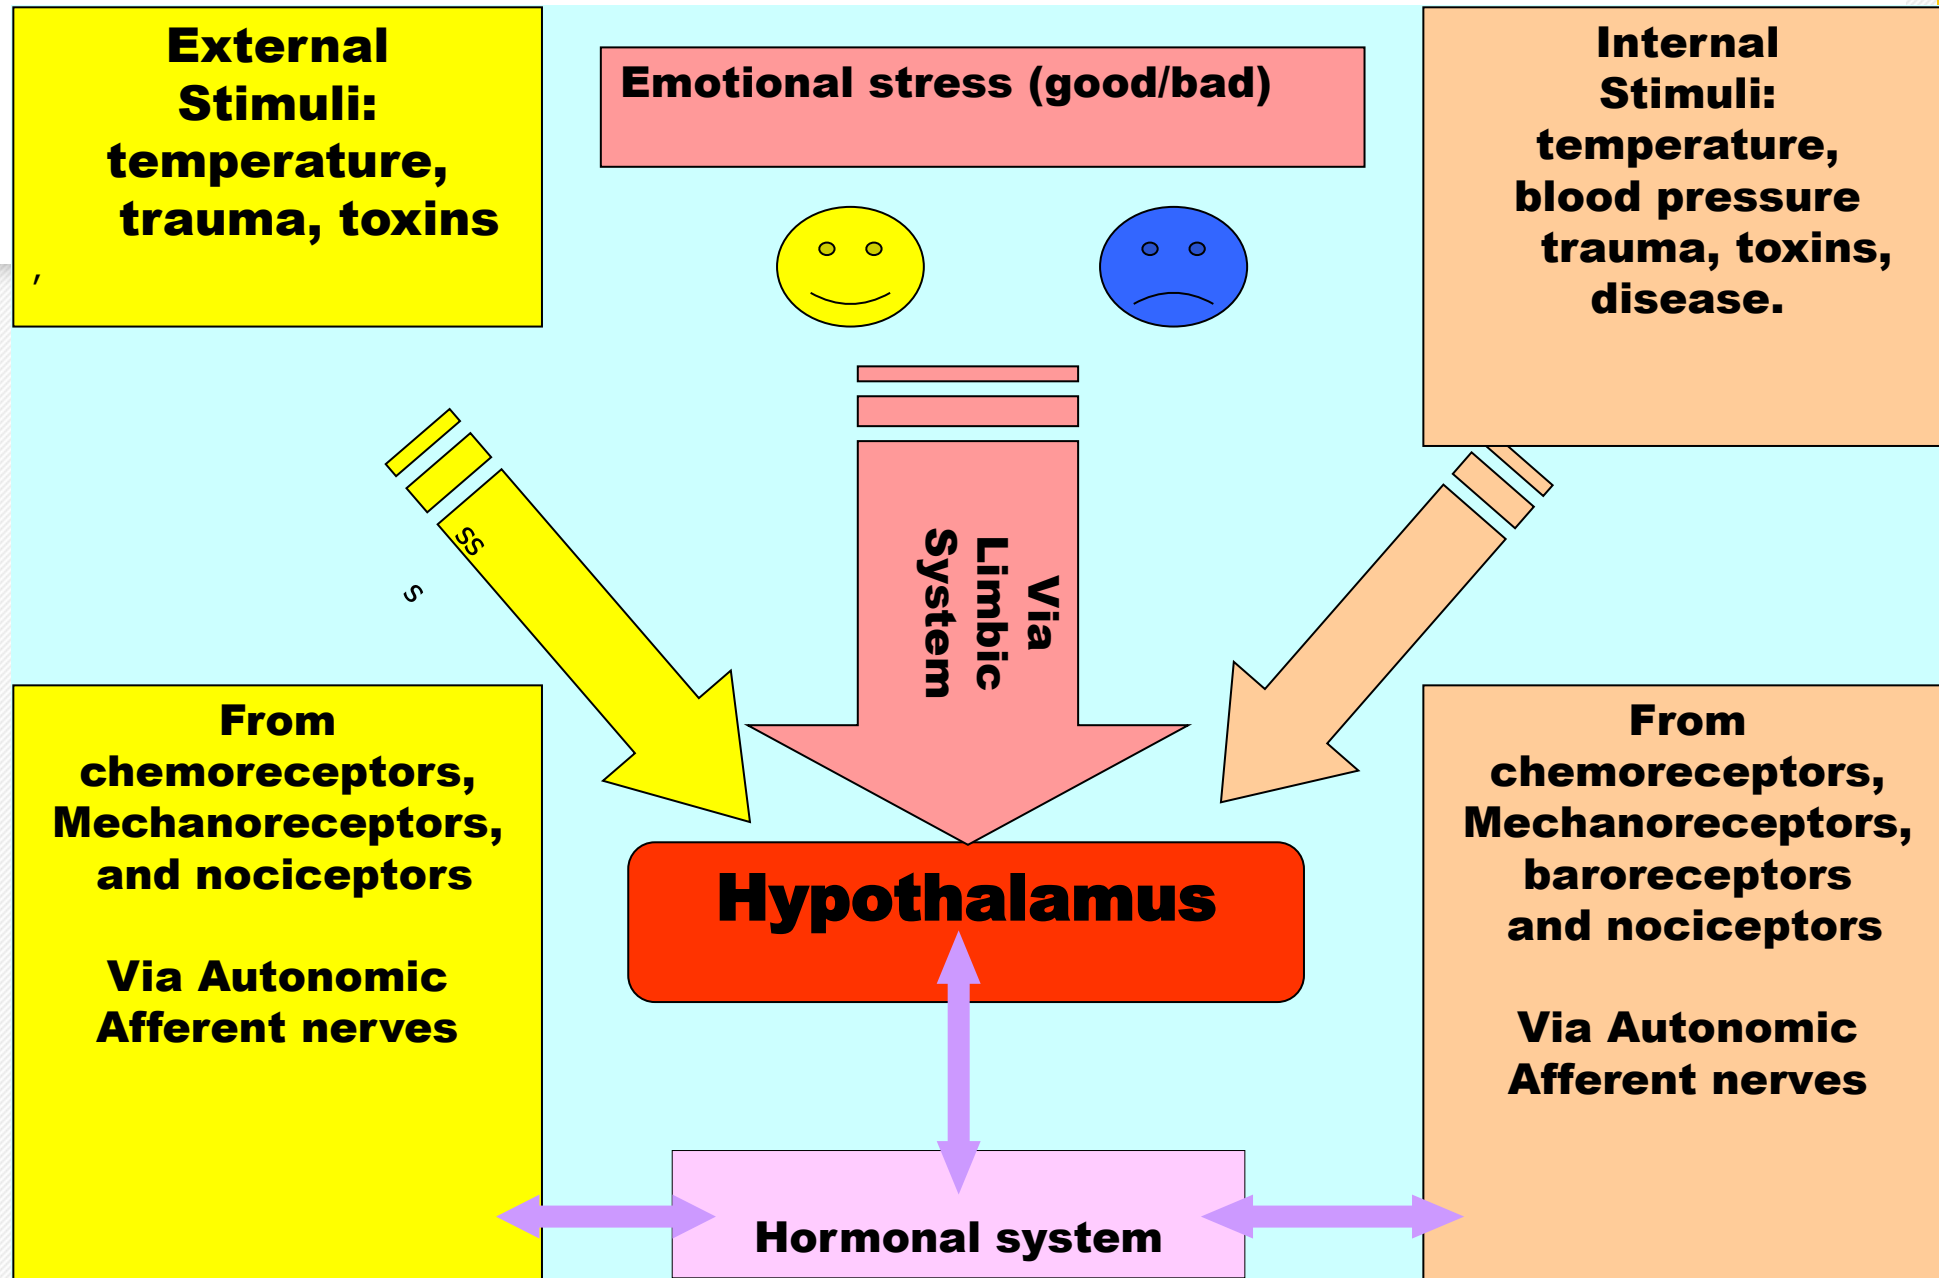 External
Stimuli:
temperature,
trauma, toxins
,
Emotional stress (good/bad)
Internal
Stimuli:
temperature,
blood pressure
trauma, toxins,
disease.
ss
s
Via
Limbic
System
From
chemoreceptors,
Mechanoreceptors,
and nociceptors
Via Autonomic
Afferent nerves
Hypothalamus
From
chemoreceptors,
Mechanoreceptors,
baroreceptors
and nociceptors
Via Autonomic
Afferent nerves
Hormonal system